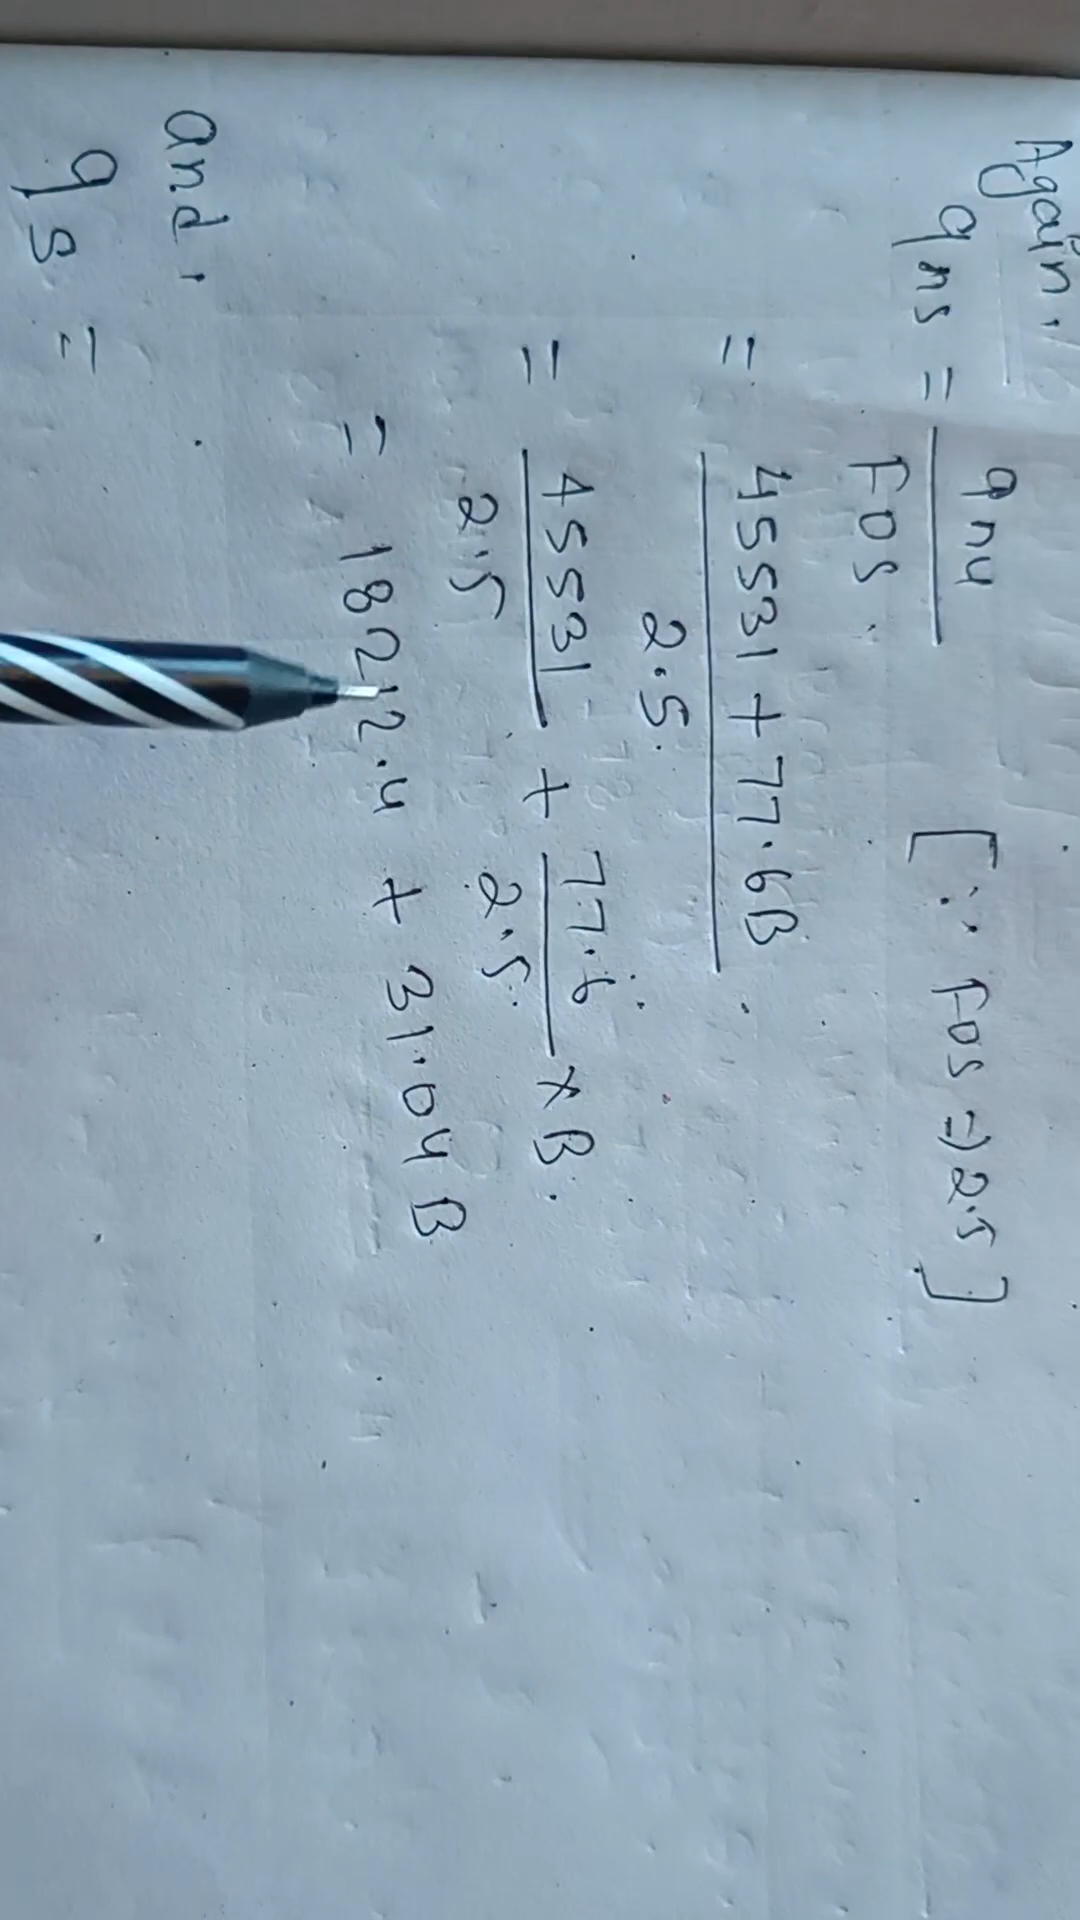 Again,
qns = qnu / FOS [∵ FOS => 2.5]
= 45531 + 77.6B / 2.5
= 45531 / 2.5 + 77.6 / 2.5 × B.
= 18212.4 + 31.04 B
and,
qs =